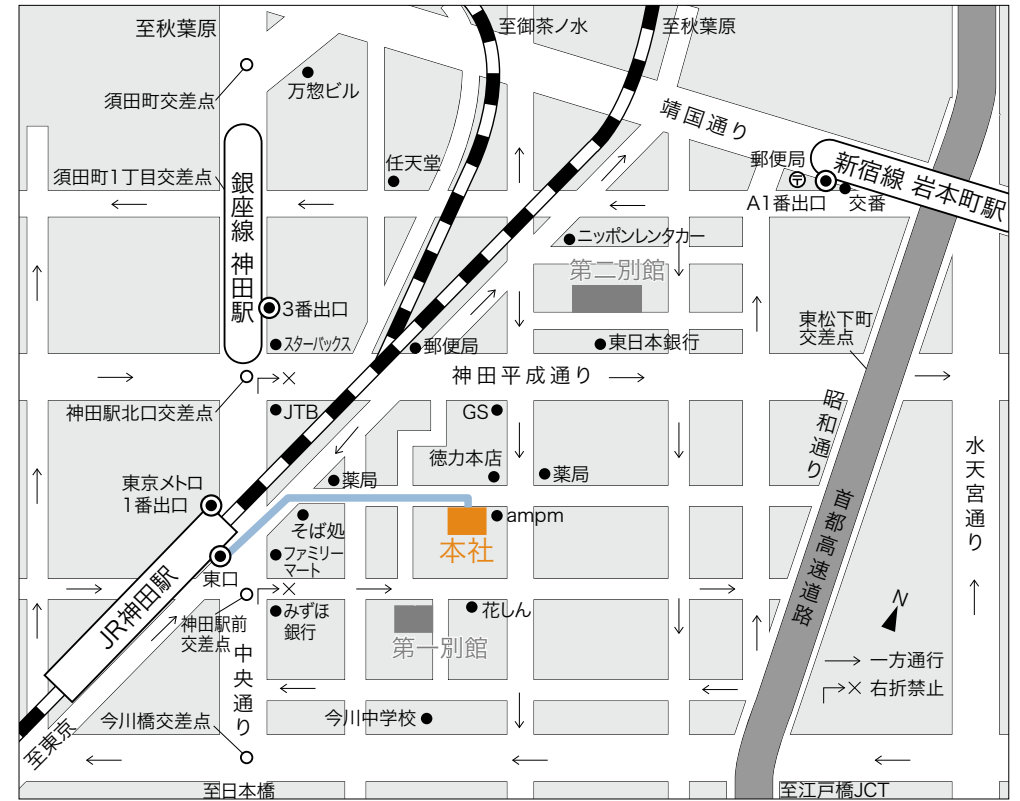 至秋葉原
至御茶ノ水
至秋葉原
須田町交差点
万惣ビル
靖国通り
郵便局
新宿線 岩本町駅
A1番出口
交番
須田町1丁目交差点
任天堂
銀座線 神田駅
ニッポンレンタカー
第二別館
3番出口
スターバックス
郵便局
東日本銀行
東松下町
交差点
神田平成通り
神田駅北口交差点
JTB
GS
昭和通り
水天宮通り
徳力本店
薬局
薬局
東京メトロ
1番出口
そば処
ampm
本社
首都高速道路
ファミリー
マート
東口
JR神田駅
みずほ
銀行
花しん
第一別館
神田駅前
交差点
中央通り
N
一方通行
右折禁止
今川橋交差点
今川中学校
至東京
至日本橋
至江戸橋JCT